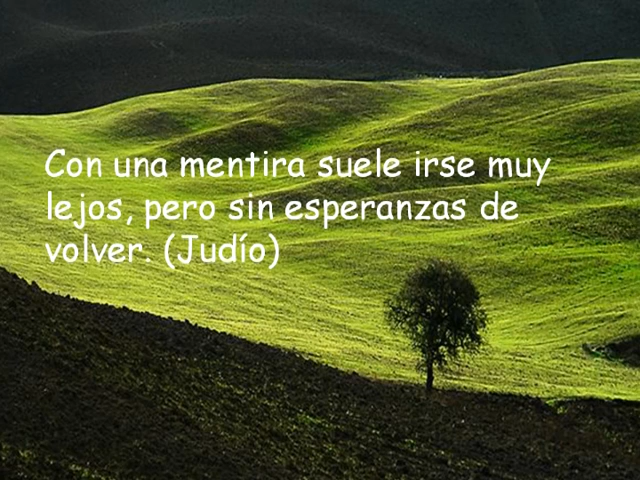 Con una mentira suele irse muy
lejos, pero sin esperanzas de
volver. (Judío)